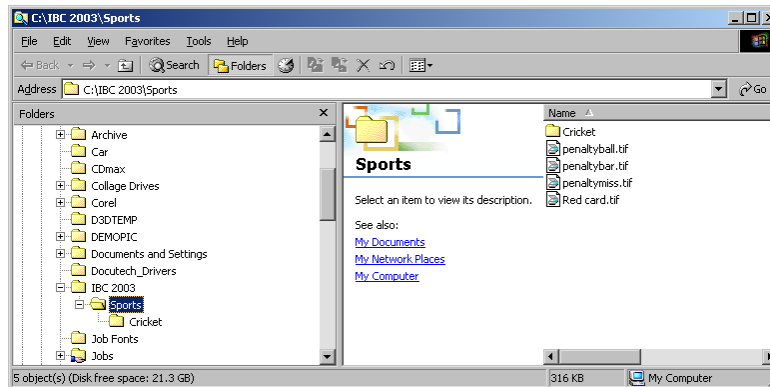 C:\IBC 2003\Sports
File Edit View Favorites Tools Help
Back Search Folders
Address C:\IBC 2003\Sports Go
Folders
Archive
Car
CDmax
Collage Drives
Corel
D3DTEMP
DEMOPIC
Documents and Settings
Docutech_Drivers
IBC 2003
Sports
Cricket
Job Fonts
Jobs
Sports
Select an item to view its description.
See also:
My Documents
My Network Places
My Computer
Name
Cricket
penaltyball.tif
penaltybar.tif
penaltymiss.tif
Red card.tif
5 object(s) (Disk free space: 21.3 GB) 316 KB My Computer